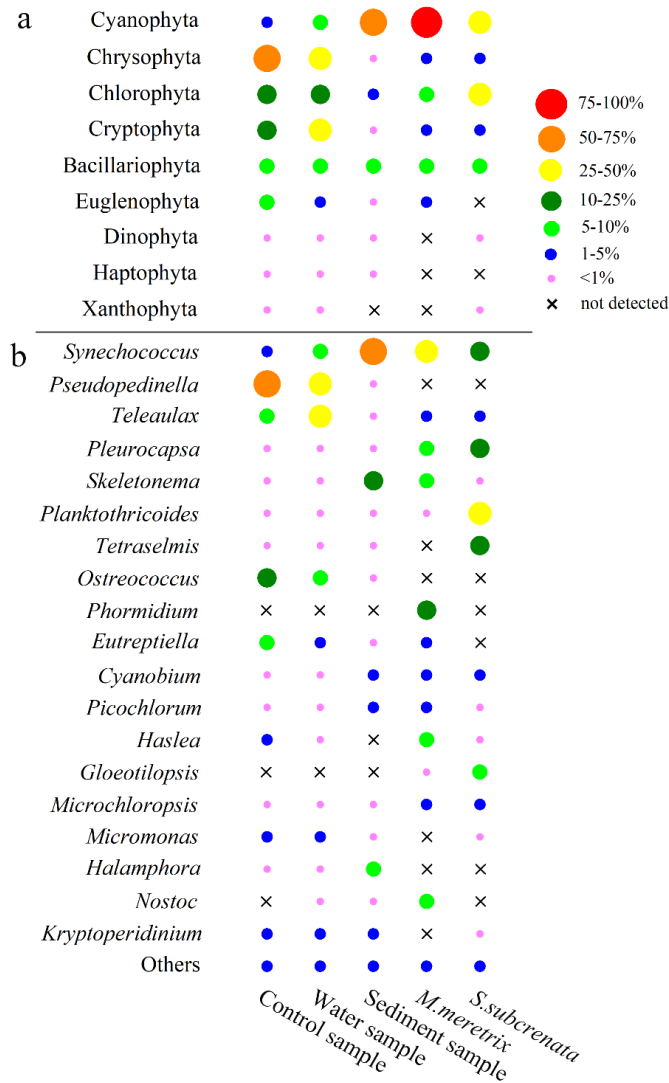 a
Cyanophyta
Chrysophyta
Chlorophyta
Cryptophyta
Bacillariophyta
Euglenophyta
Dinophyta
Haptophyta
Xanthophyta
75-100%
50-75%
25-50%
10-25%
5-10%
1-5%
<1%
not detected
b
Synechococcus
Pseudopedinella
Teleaulax
Pleurocapsa
Skeletonema
Planktothricoides
Tetraselmis
Ostreococcus
Phormidium
Eutreptiella
Cyanobium
Picochlorum
Haslea
Gloeotilopsis
Microchloropsis
Micromonas
Halamphora
Nostoc
Kryptoperidinium
Others
Control sample
Water sample
Sediment sample
M.meretrix
S.subcrenata